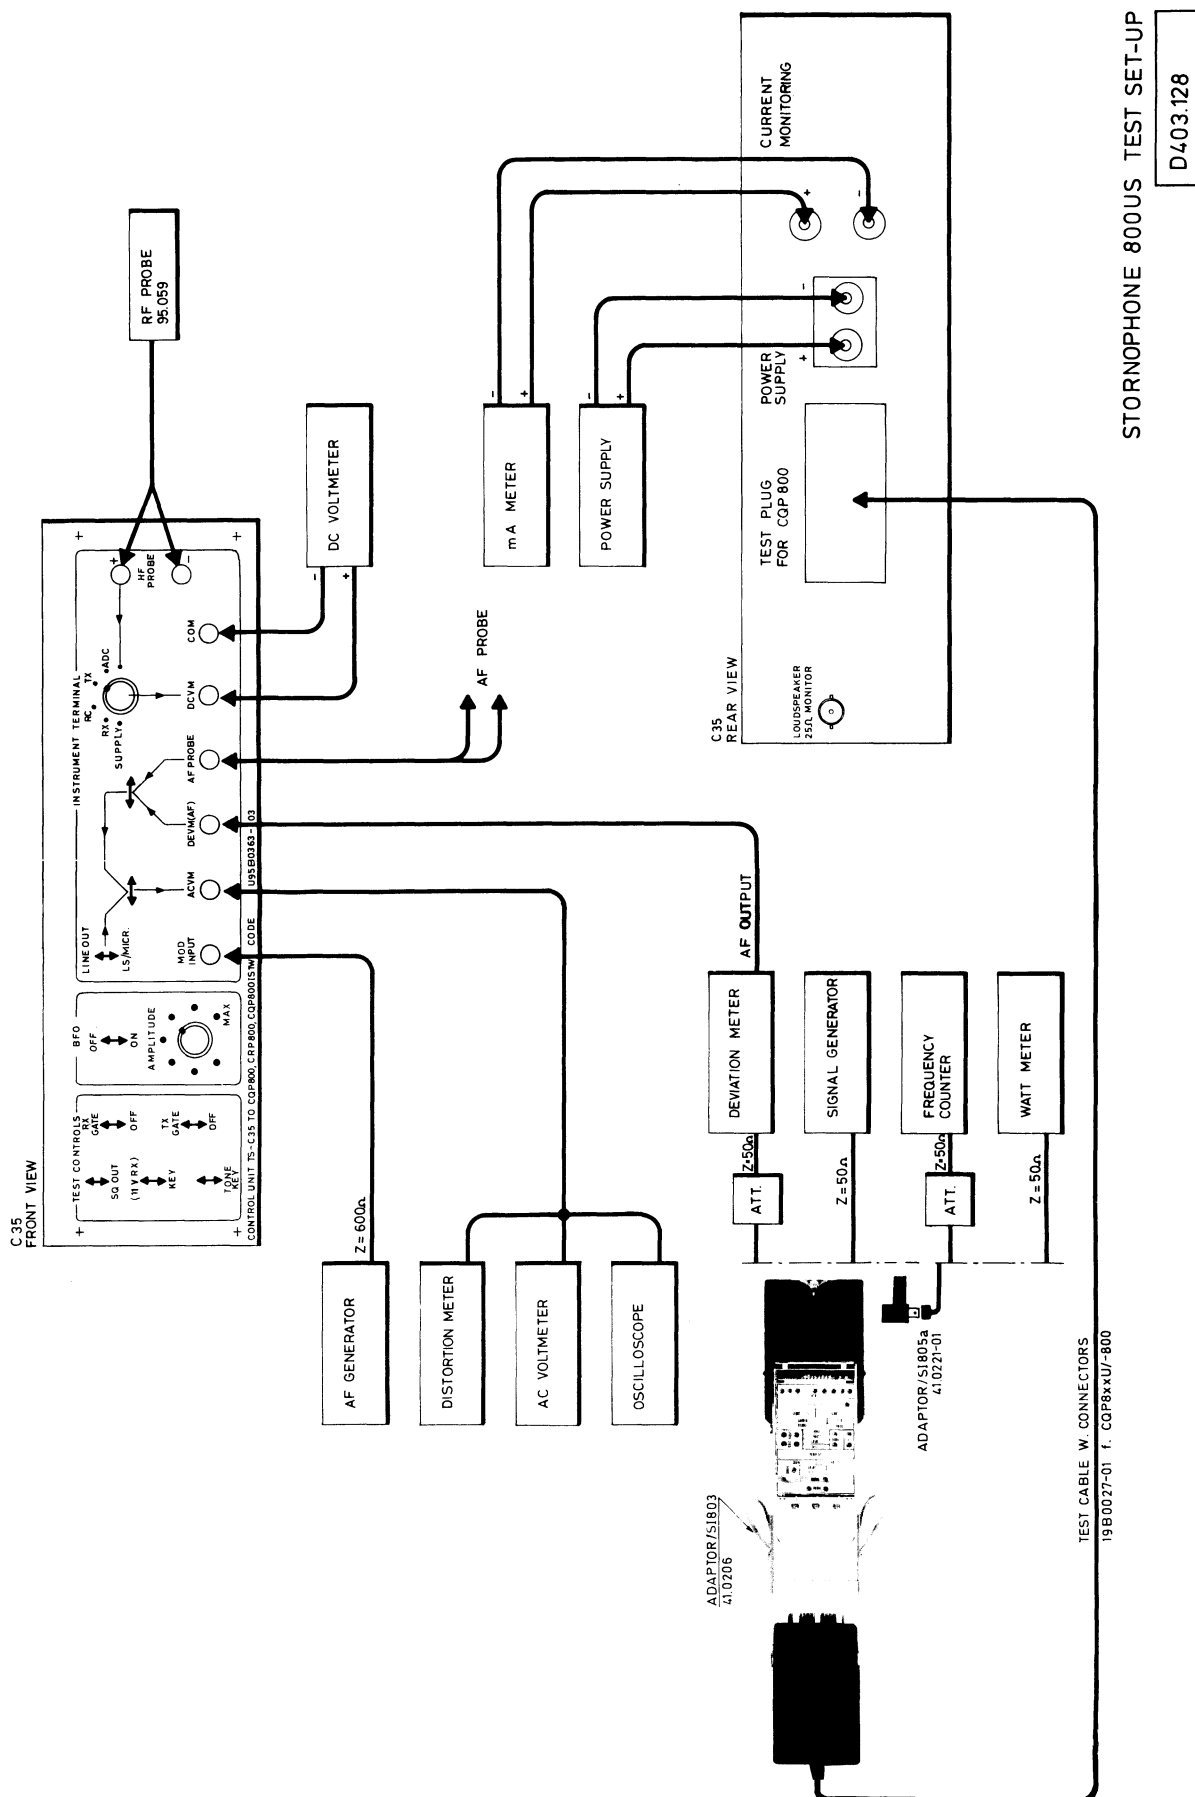 C35
FRONT VIEW
TEST CONTROLS
SQ OUT
RX
GATE
OFF
(11 V RX)
KEY
TX
GATE
OFF
TONE
KEY
BFO
OFF
ON
AMPLITUDE
MAX
INSTRUMENT TERMINAL
LINE OUT
LS/MICR.
SUPPLY
RX
RC
TX
ADC
+
HF
PROBE
-
MOD
INPUT
ACVM
DEVM(AF)
AF PROBE
DCVM
COM
CONTROL UNIT TS-C35 TO CQP800, CRP800, CQP800
CODE
RF PROBE
95.059
AF GENERATOR
Z = 600Ω
DISTORTION METER
AC VOLTMETER
OSCILLOSCOPE
DC VOLTMETER
-
+
AF PROBE
mA METER
-
+
POWER SUPPLY
-
+
DEVIATION METER
AF OUTPUT
Z=50Ω
ATT.
SIGNAL GENERATOR
Z = 50Ω
FREQUENCY
COUNTER
Z=50Ω
ATT.
WATT METER
Z = 50Ω
C35
REAR VIEW
LOUDSPEAKER
25Ω MONITOR
TEST PLUG
FOR CQP 800
POWER
SUPPLY
+
-
CURRENT
MONITORING
+
-
ADAPTOR/SI803
41.0206
ADAPTOR/SI805a
41.0221-01
TEST CABLE W. CONNECTORS
19B0027-01 f. CQP8xxU/-800
STORNOPHONE 800US TEST SET-UP
D403.128